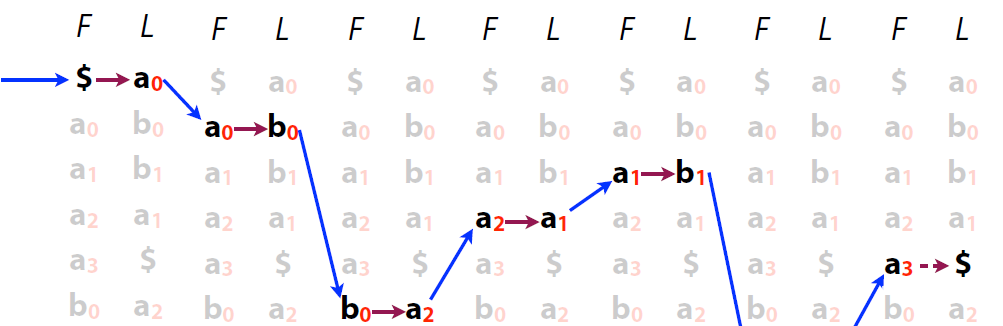 F L F L F L F L F L F L F L
$ a0 $ a0 $ a0 $ a0 $ a0 $ a0 $ a0
a0 b0 a0 b0 a0 b0 a0 b0 a0 b0 a0 b0 a0 b0
a1 b1 a1 b1 a1 b1 a1 b1 a1 b1 a1 b1 a1 b1
a2 a1 a2 a1 a2 a1 a2 a1 a2 a1 a2 a1 a2 a1
a3 $ a3 $ a3 $ a3 $ a3 $ a3 $ a3 $
b0 a2 b0 a2 b0 a2 b0 a2 b0 a2 b0 a2 b0 a2